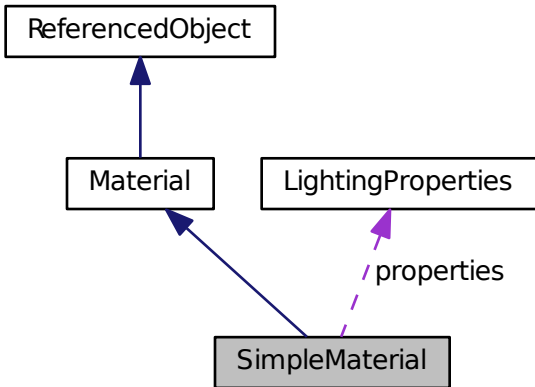 ReferencedObject
Material
LightingProperties
properties
SimpleMaterial